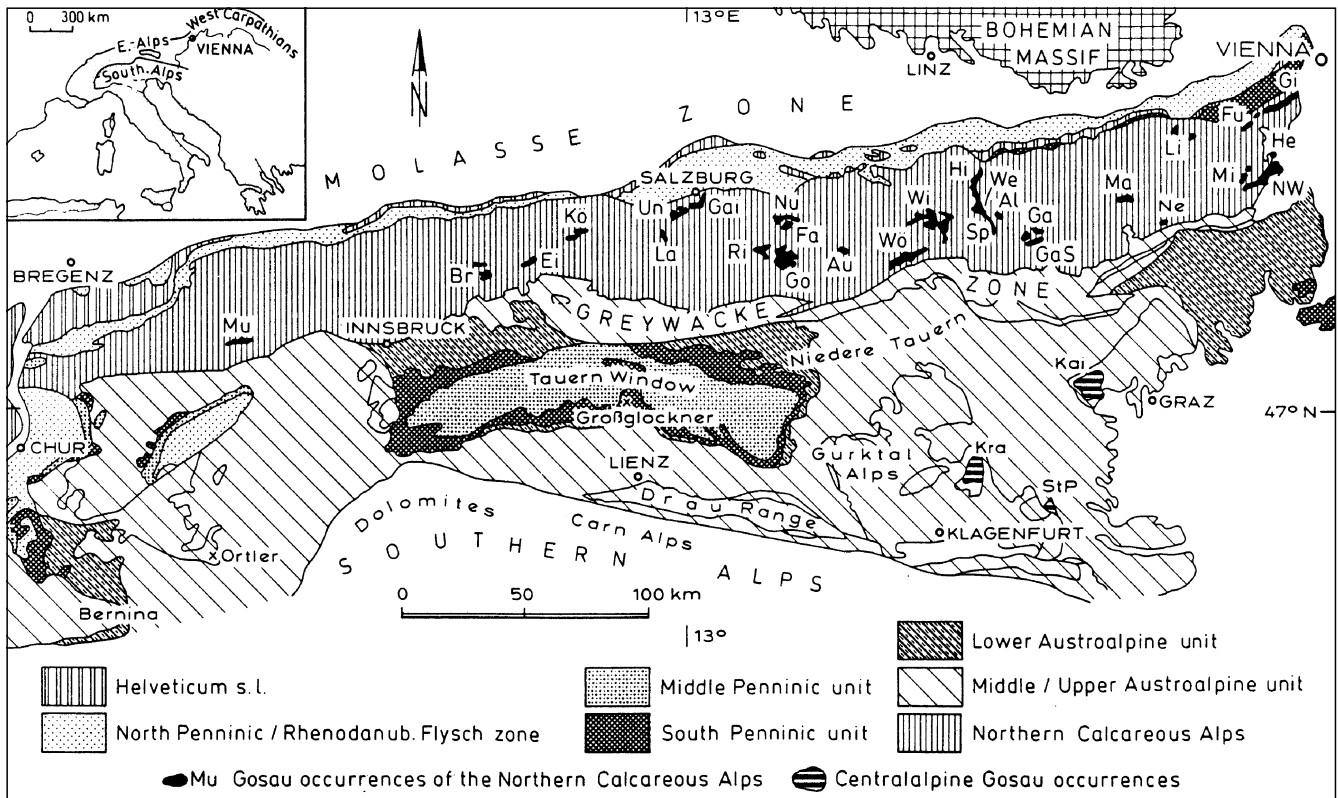 0 300 km
West Carpathians
E.-Alps
VIENNA
South. Alps
N
13°E
BOHEMIAN
MASSIF
LINZ
VIENNA
MOLASSE ZONE
Gi
Fu
Li
He
Mi
NW
SALZBURG
Hi
We
Al
Ma
Ne
Kö
Un
Gai
Nu
Wi
Ga
La
Fa
Sp
GaS
Ri
Au
Wö
Go
BREGENZ
Br
Ei
Mu
INNSBRUCK
GREYWACKE
ZONE
Niedere Tauern
Kai
Tauern Window
GRAZ
47° N
Großglockner
CHUR
LIENZ
Gurktal
Alps
Kra
StP
Drau Range
Dolomites
Carn Alps
KLAGENFURT
Ortler
SOUTHERN ALPS
Bernina
0 50 100 km
13°
Lower Austroalpine unit
Helveticum s.l.
Middle Penninic unit
Middle / Upper Austroalpine unit
North Penninic / Rhenodanub. Flysch zone
South Penninic unit
Northern Calcareous Alps
Mu Gosau occurrences of the Northern Calcareous Alps
Centralalpine Gosau occurrences